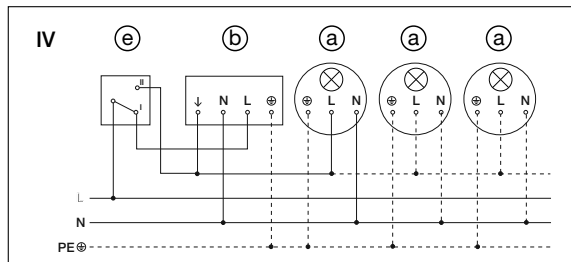 IV e b a a a
II
I
↓ N L ⏚ ⏚ L N ⏚ L N ⏚ L N
L
N
PE ⏚